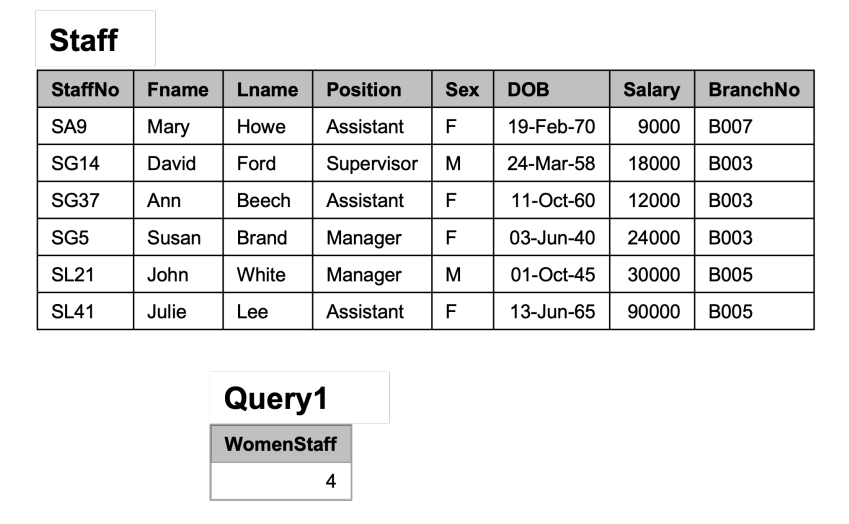 Staff
StaffNo Fname Lname Position Sex DOB Salary BranchNo
SA9 Mary Howe Assistant F 19-Feb-70 9000 B007
SG14 David Ford Supervisor M 24-Mar-58 18000 B003
SG37 Ann Beech Assistant F 11-Oct-60 12000 B003
SG5 Susan Brand Manager F 03-Jun-40 24000 B003
SL21 John White Manager M 01-Oct-45 30000 B005
SL41 Julie Lee Assistant F 13-Jun-65 90000 B005
Query1
WomenStaff
4